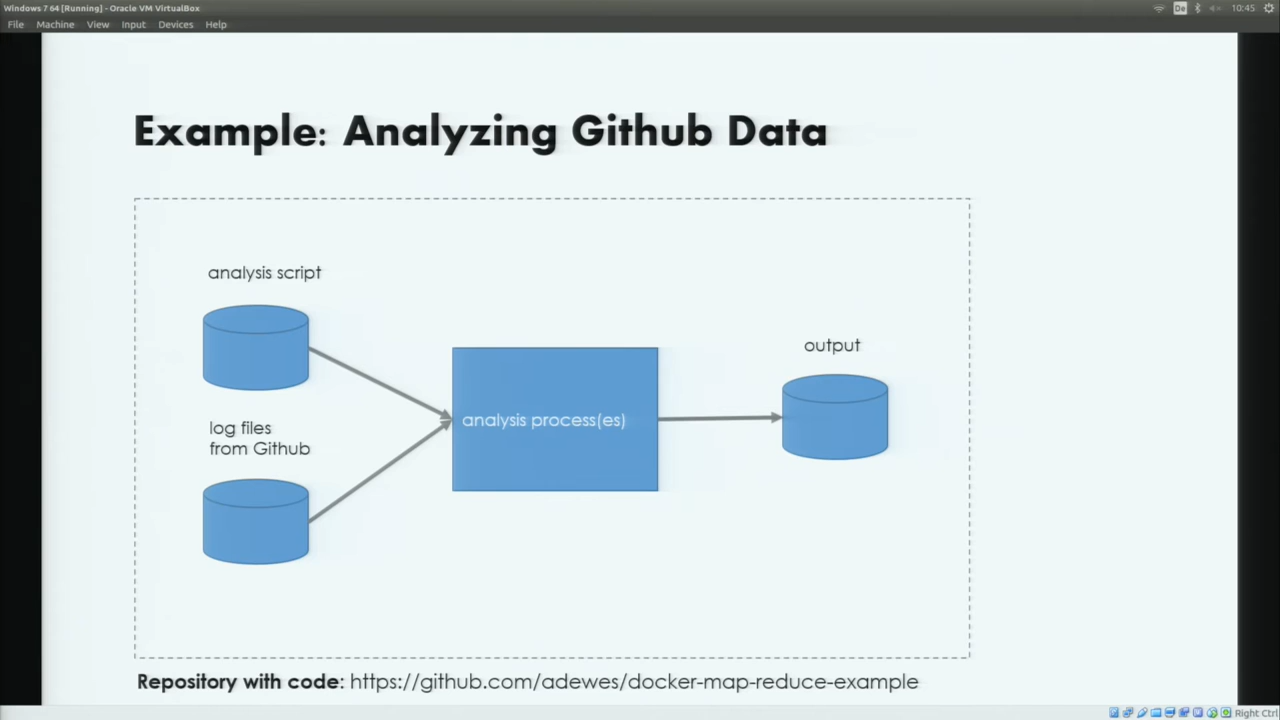 Windows 7 64 [Running] - Oracle VM VirtualBox
De
10:45
File Machine View Input Devices Help
Example: Analyzing Github Data
analysis script
log files
from Github
analysis process(es)
output
Repository with code: https://github.com/adewes/docker-map-reduce-example
Right Ctrl